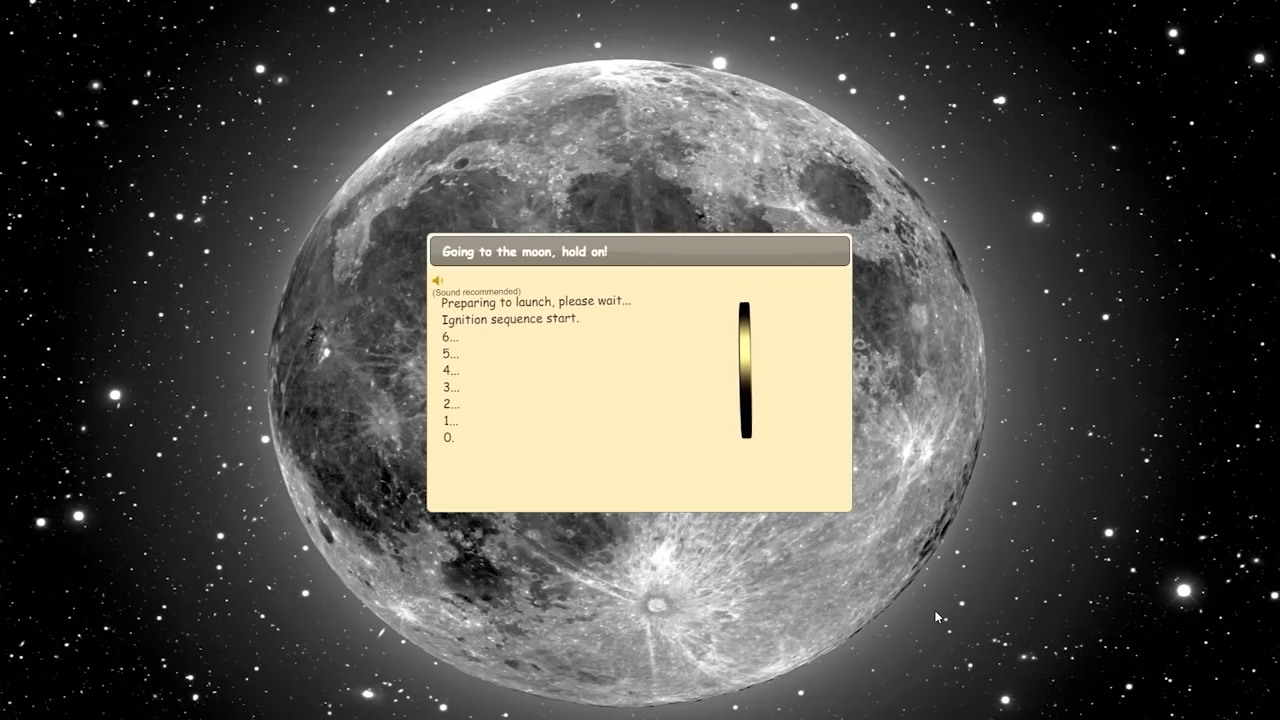 Going to the moon, hold on!
(Sound recommended)
Preparing to launch, please wait...
Ignition sequence start.
6...
5...
4...
3...
2...
1...
0.